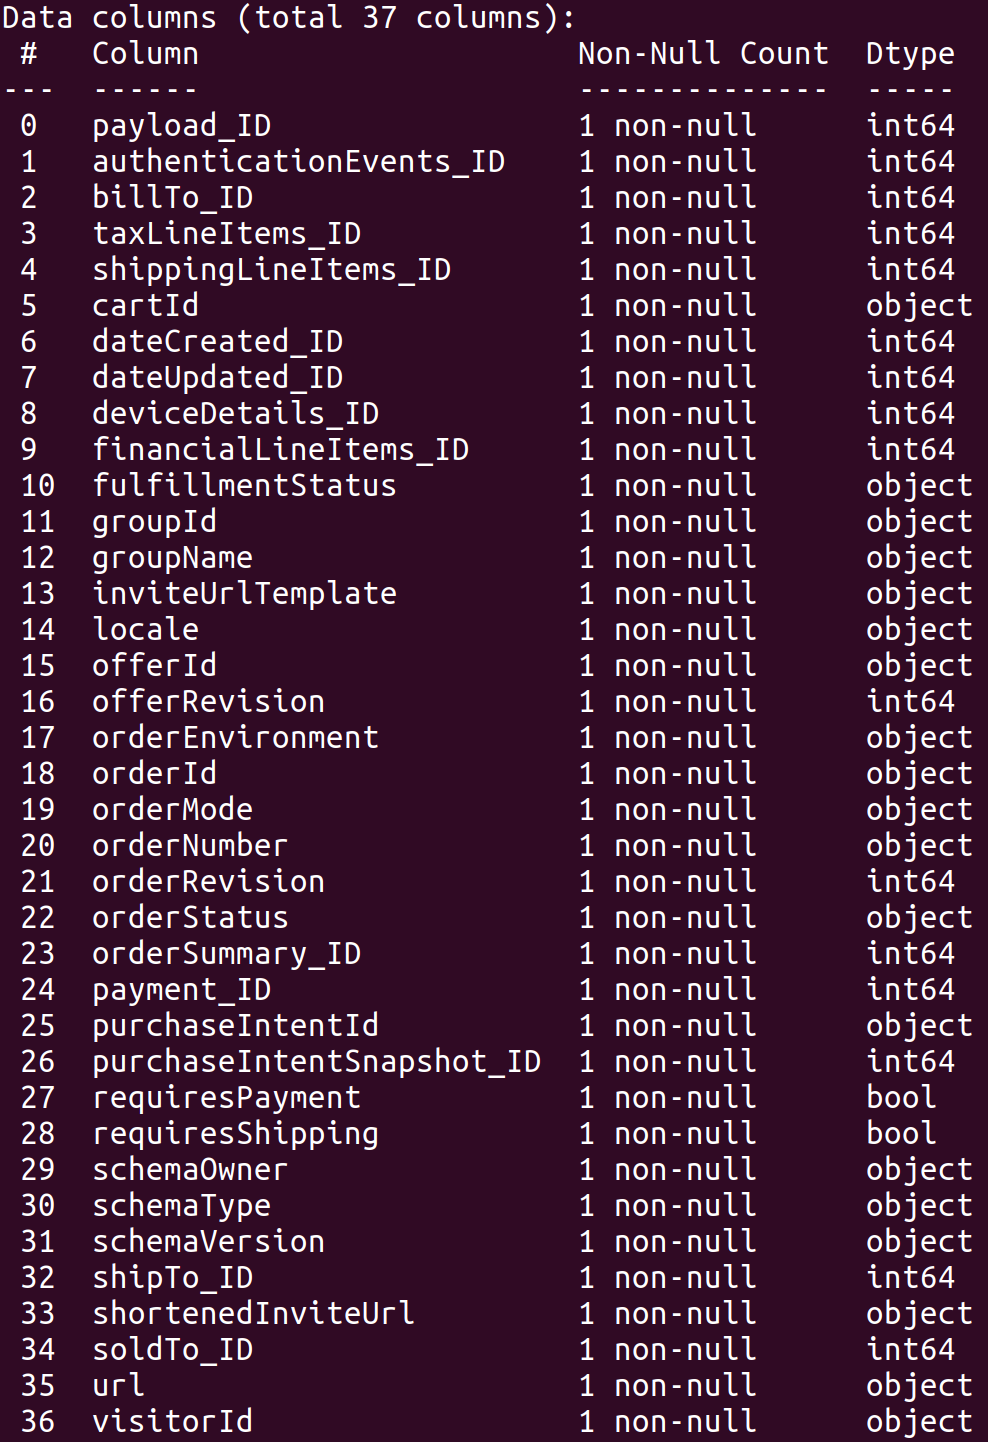 Data columns (total 37 columns):
 #   Column                     Non-Null Count  Dtype
---  ------                     --------------  -----
 0   payload_ID                 1 non-null      int64
 1   authenticationEvents_ID    1 non-null      int64
 2   billTo_ID                  1 non-null      int64
 3   taxLineItems_ID            1 non-null      int64
 4   shippingLineItems_ID       1 non-null      int64
 5   cartId                     1 non-null      object
 6   dateCreated_ID             1 non-null      int64
 7   dateUpdated_ID             1 non-null      int64
 8   deviceDetails_ID           1 non-null      int64
 9   financialLineItems_ID      1 non-null      int64
 10  fulfillmentStatus          1 non-null      object
 11  groupId                    1 non-null      object
 12  groupName                  1 non-null      object
 13  inviteUrlTemplate          1 non-null      object
 14  locale                     1 non-null      object
 15  offerId                    1 non-null      object
 16  offerRevision              1 non-null      int64
 17  orderEnvironment           1 non-null      object
 18  orderId                    1 non-null      object
 19  orderMode                  1 non-null      object
 20  orderNumber                1 non-null      object
 21  orderRevision              1 non-null      int64
 22  orderStatus                1 non-null      object
 23  orderSummary_ID            1 non-null      int64
 24  payment_ID                 1 non-null      int64
 25  purchaseIntentId           1 non-null      object
 26  purchaseIntentSnapshot_ID  1 non-null      int64
 27  requiresPayment            1 non-null      bool
 28  requiresShipping           1 non-null      bool
 29  schemaOwner                1 non-null      object
 30  schemaType                 1 non-null      object
 31  schemaVersion              1 non-null      object
 32  shipTo_ID                  1 non-null      int64
 33  shortenedInviteUrl         1 non-null      object
 34  soldTo_ID                  1 non-null      int64
 35  url                        1 non-null      object
 36  visitorId                  1 non-null      object